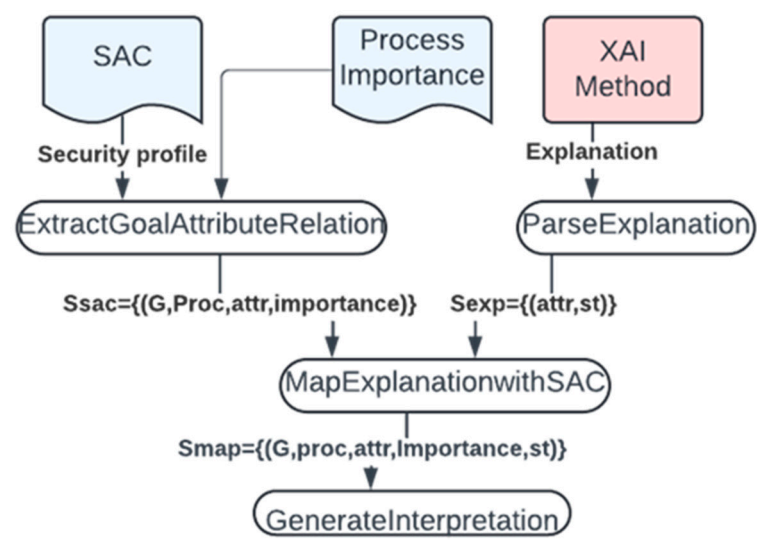 SAC
Process
Importance
XAI
Method
Security profile
Explanation
ExtractGoalAttributeRelation
ParseExplanation
Ssac={(G,Proc,attr,importance)}
Sexp={(attr,st)}
MapExplanationwithSAC
Smap={(G,proc,attr,Importance,st)}
GenerateInterpretation